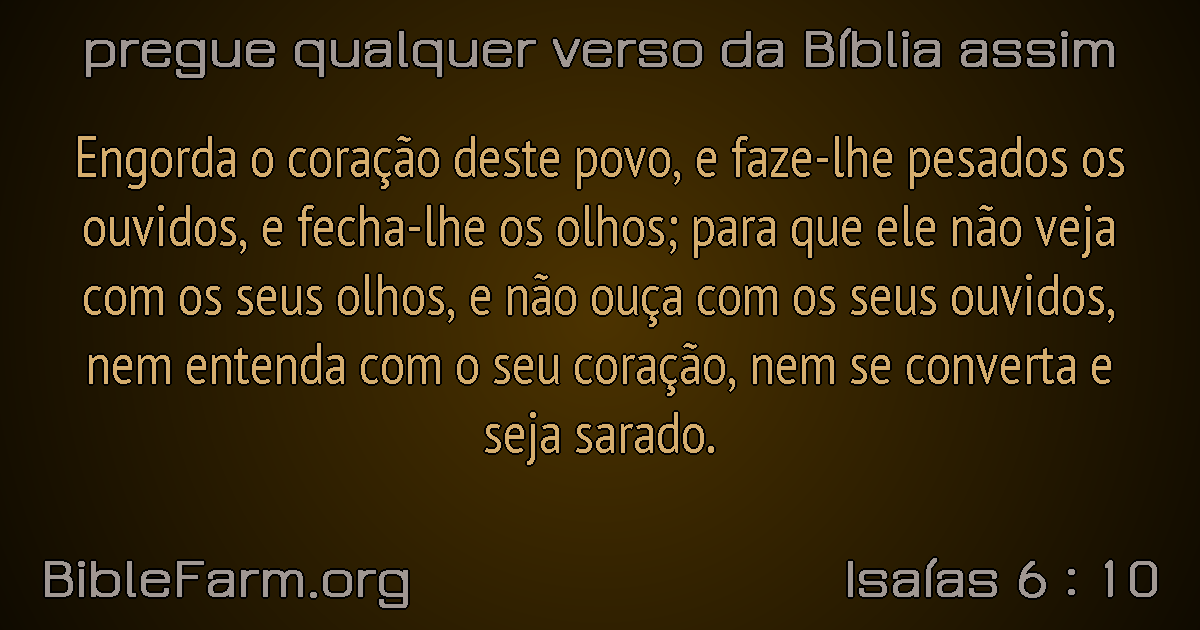 pregue qualquer verso da Bíblia assim
Engorda o coração deste povo, e faze-lhe pesados os
ouvidos, e fecha-lhe os olhos; para que ele não veja
com os seus olhos, e não ouça com os seus ouvidos,
nem entenda com o seu coração, nem se converta e
seja sarado.
BibleFarm.org
Isaías 6 : 10